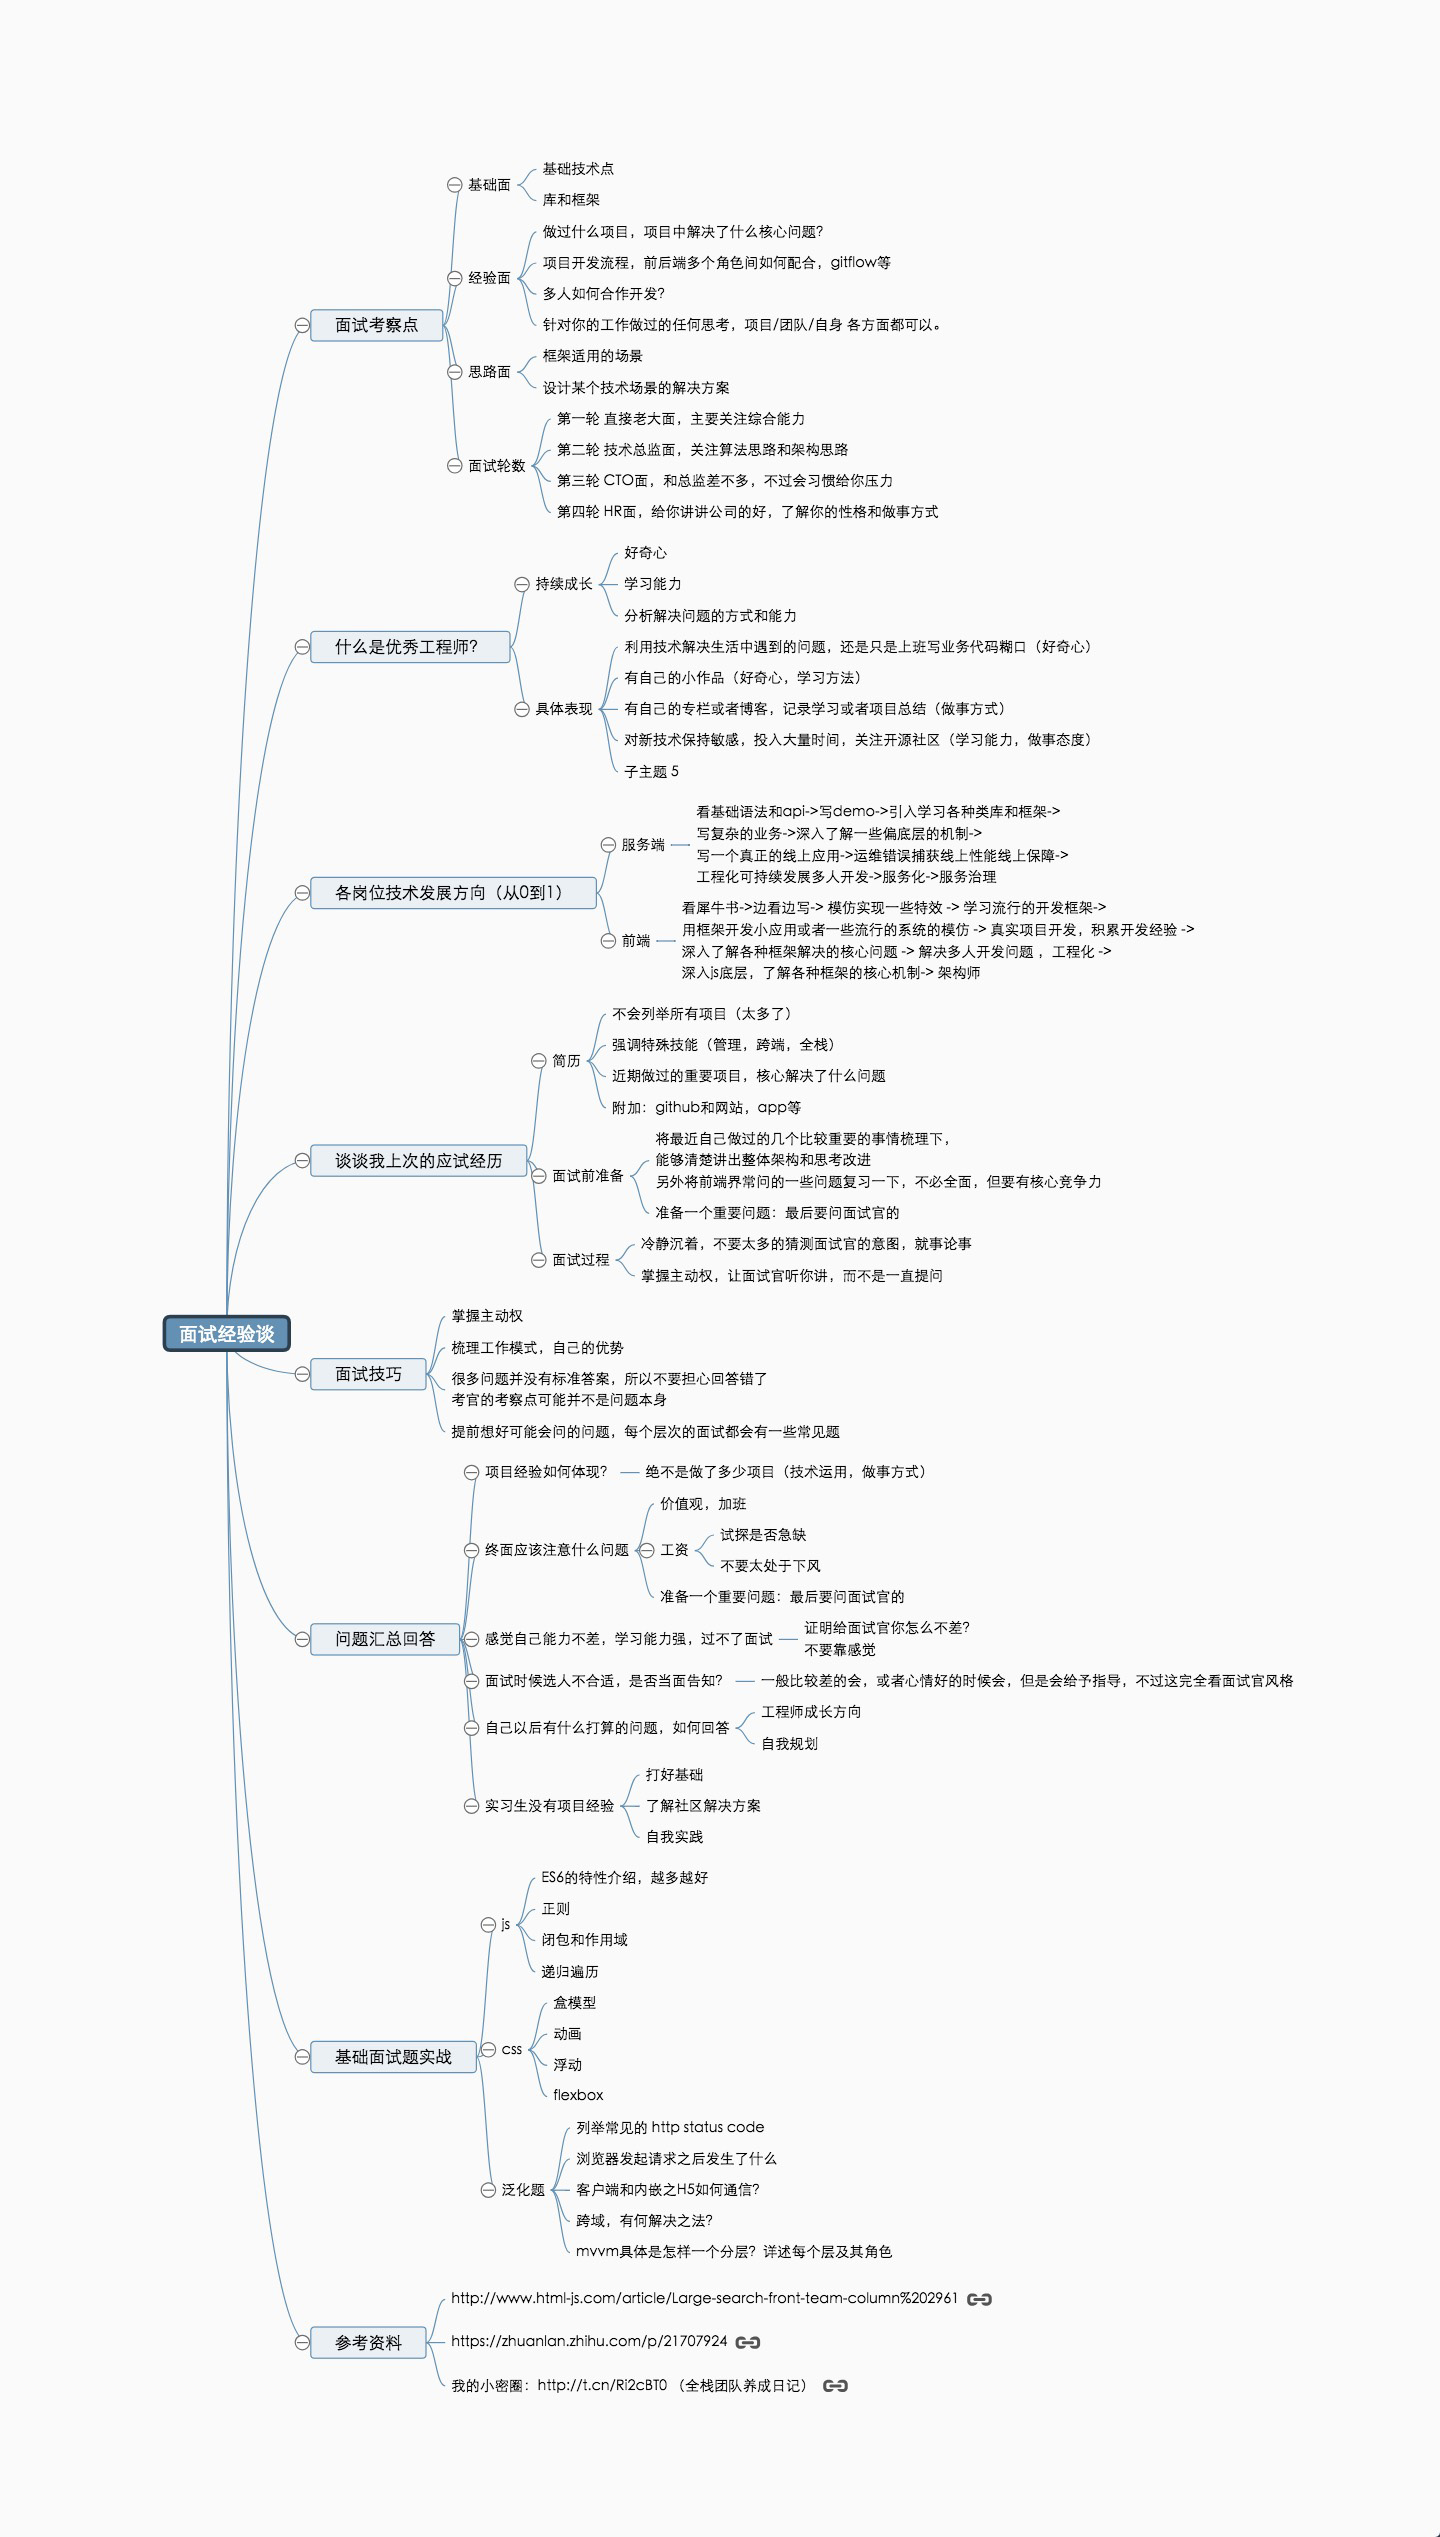 面试经验谈
面试考察点
基础面
基础技术点
库和框架
经验面
做过什么项目，项目中解决了什么核心问题？
项目开发流程，前后端多个角色间如何配合，gitflow等
多人如何合作开发？
针对你的工作做过的任何思考，项目/团队/自身 各方面都可以。
思路面
框架适用的场景
设计某个技术场景的解决方案
面试轮数
第一轮 直接老大面，主要关注综合能力
第二轮 技术总监面，关注算法思路和架构思路
第三轮 CTO面，和总监差不多，不过会习惯给你压力
第四轮 HR面，给你讲讲公司的好，了解你的性格和做事方式
什么是优秀工程师？
持续成长
好奇心
学习能力
分析解决问题的方式和能力
具体表现
利用技术解决生活中遇到的问题，还是只是上班写业务代码糊口（好奇心）
有自己的小作品（好奇心，学习方法）
有自己的专栏或者博客，记录学习或者项目总结（做事方式）
对新技术保持敏感，投入大量时间，关注开源社区（学习能力，做事态度）
子主题 5
各岗位技术发展方向（从0到1）
服务端
看基础语法和api->写demo->引入学习各种类库和框架->
写复杂的业务->深入了解一些偏底层的机制->
写一个真正的线上应用->运维错误捕获线上性能线上保障->
工程化可持续发展多人开发->服务化->服务治理
前端
看犀牛书->边看边写-> 模仿实现一些特效 -> 学习流行的开发框架->
用框架开发小应用或者一些流行的系统的模仿 -> 真实项目开发，积累开发经验 ->
深入了解各种框架解决的核心问题 -> 解决多人开发问题 ，工程化 ->
深入js底层，了解各种框架的核心机制-> 架构师
谈谈我上次的应试经历
简历
不会列举所有项目（太多了）
强调特殊技能（管理，跨端，全栈）
近期做过的重要项目，核心解决了什么问题
附加：github和网站，app等
面试前准备
将最近自己做过的几个比较重要的事情梳理下，
能够清楚讲出整体架构和思考改进
另外将前端界常问的一些问题复习一下，不必全面，但要有核心竞争力
准备一个重要问题：最后要问面试官的
面试过程
冷静沉着，不要太多的猜测面试官的意图，就事论事
掌握主动权，让面试官听你讲，而不是一直提问
面试技巧
掌握主动权
梳理工作模式，自己的优势
很多问题并没有标准答案，所以不要担心回答错了
考官的考察点可能并不是问题本身
提前想好可能会问的问题，每个层次的面试都会有一些常见题
问题汇总回答
项目经验如何体现？
绝不是做了多少项目（技术运用，做事方式）
终面应该注意什么问题
价值观，加班
工资
试探是否急缺
不要太处于下风
准备一个重要问题：最后要问面试官的
感觉自己能力不差，学习能力强，过不了面试
证明给面试官你怎么不差？
不要靠感觉
面试时候选人不合适，是否当面告知？
一般比较差的会，或者心情好的时候会，但是会给予指导，不过这完全看面试官风格
自己以后有什么打算的问题，如何回答
工程师成长方向
自我规划
实习生没有项目经验
打好基础
了解社区解决方案
自我实践
基础面试题实战
js
ES6的特性介绍，越多越好
正则
闭包和作用域
递归遍历
css
盒模型
动画
浮动
flexbox
泛化题
列举常见的 http status code
浏览器发起请求之后发生了什么
客户端和内嵌之H5如何通信？
跨域，有何解决之法？
mvvm具体是怎样一个分层？详述每个层及其角色
参考资料
http://www.html-js.com/article/Large-search-front-team-column%202961
https://zhuanlan.zhihu.com/p/21707924
我的小密圈：http://t.cn/Ri2cBT0 （全栈团队养成日记）